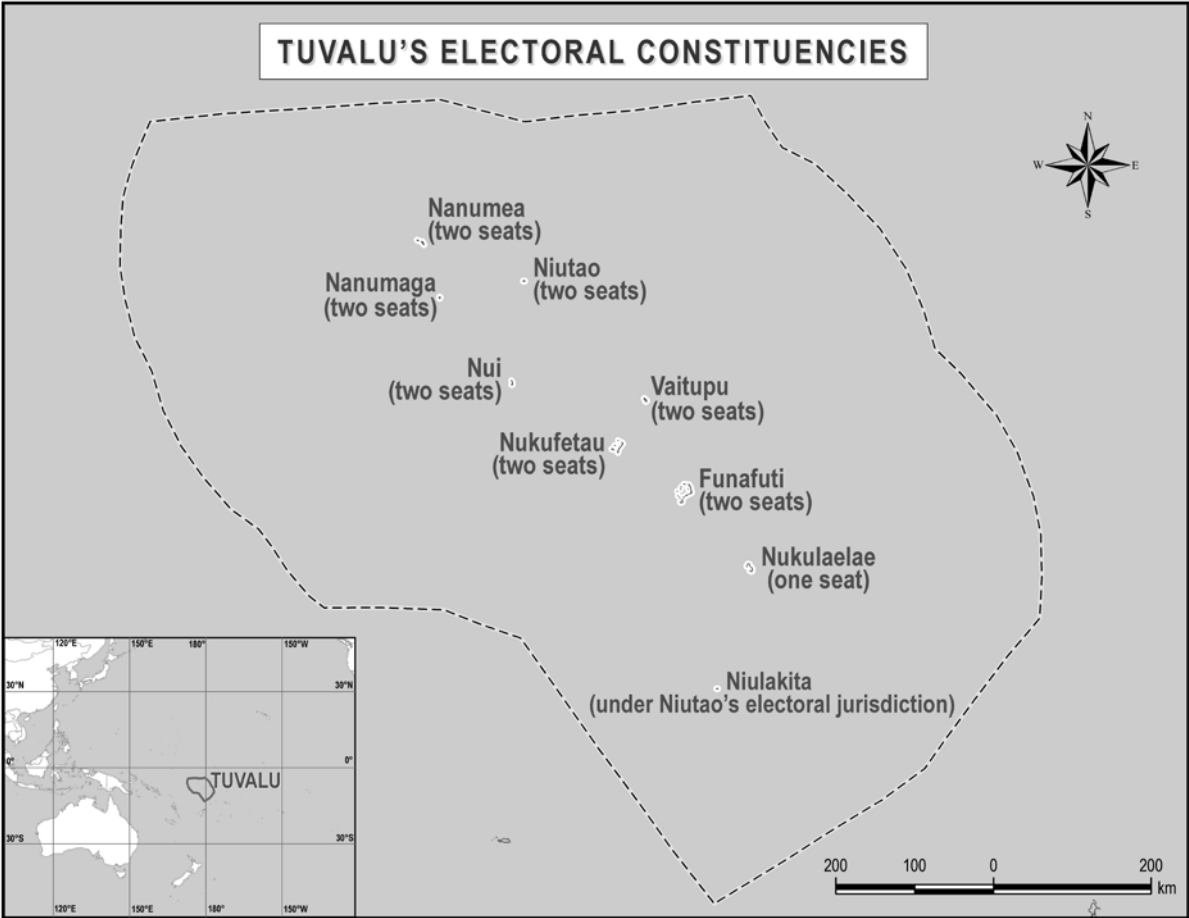 TUVALU'S ELECTORAL CONSTITUENCIES
N
W
E
S
Nanumea
(two seats)
Niutao
(two seats)
Nanumaga
(two seats)
Nui
(two seats)
Vaitupu
(two seats)
Nukufetau
(two seats)
Funafuti
(two seats)
Nukulaelae
(one seat)
Niulakita
(under Niutao's electoral jurisdiction)
120°E 150°E 180° 150°W
30°N 30°N
0° 0°
TUVALU
30°S 30°S
120°E 150°E 180° 150°W
200 100 0 200
km